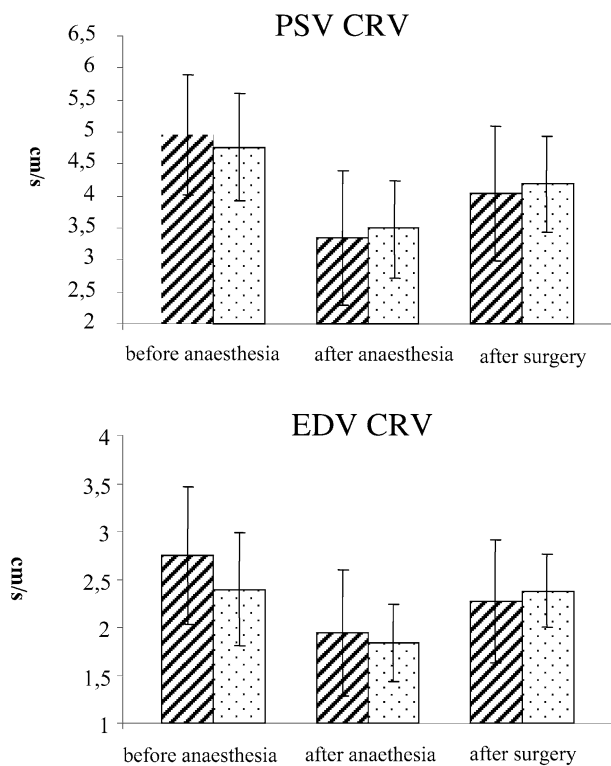 PSV CRV
6,5
6
5,5
5
4,5
4
3,5
3
2,5
2
cm/s
before anaesthesia after anaesthesia after surgery
EDV CRV
4
3,5
3
2,5
2
1,5
1
cm/s
before anaesthesia after anaethesia after surgery